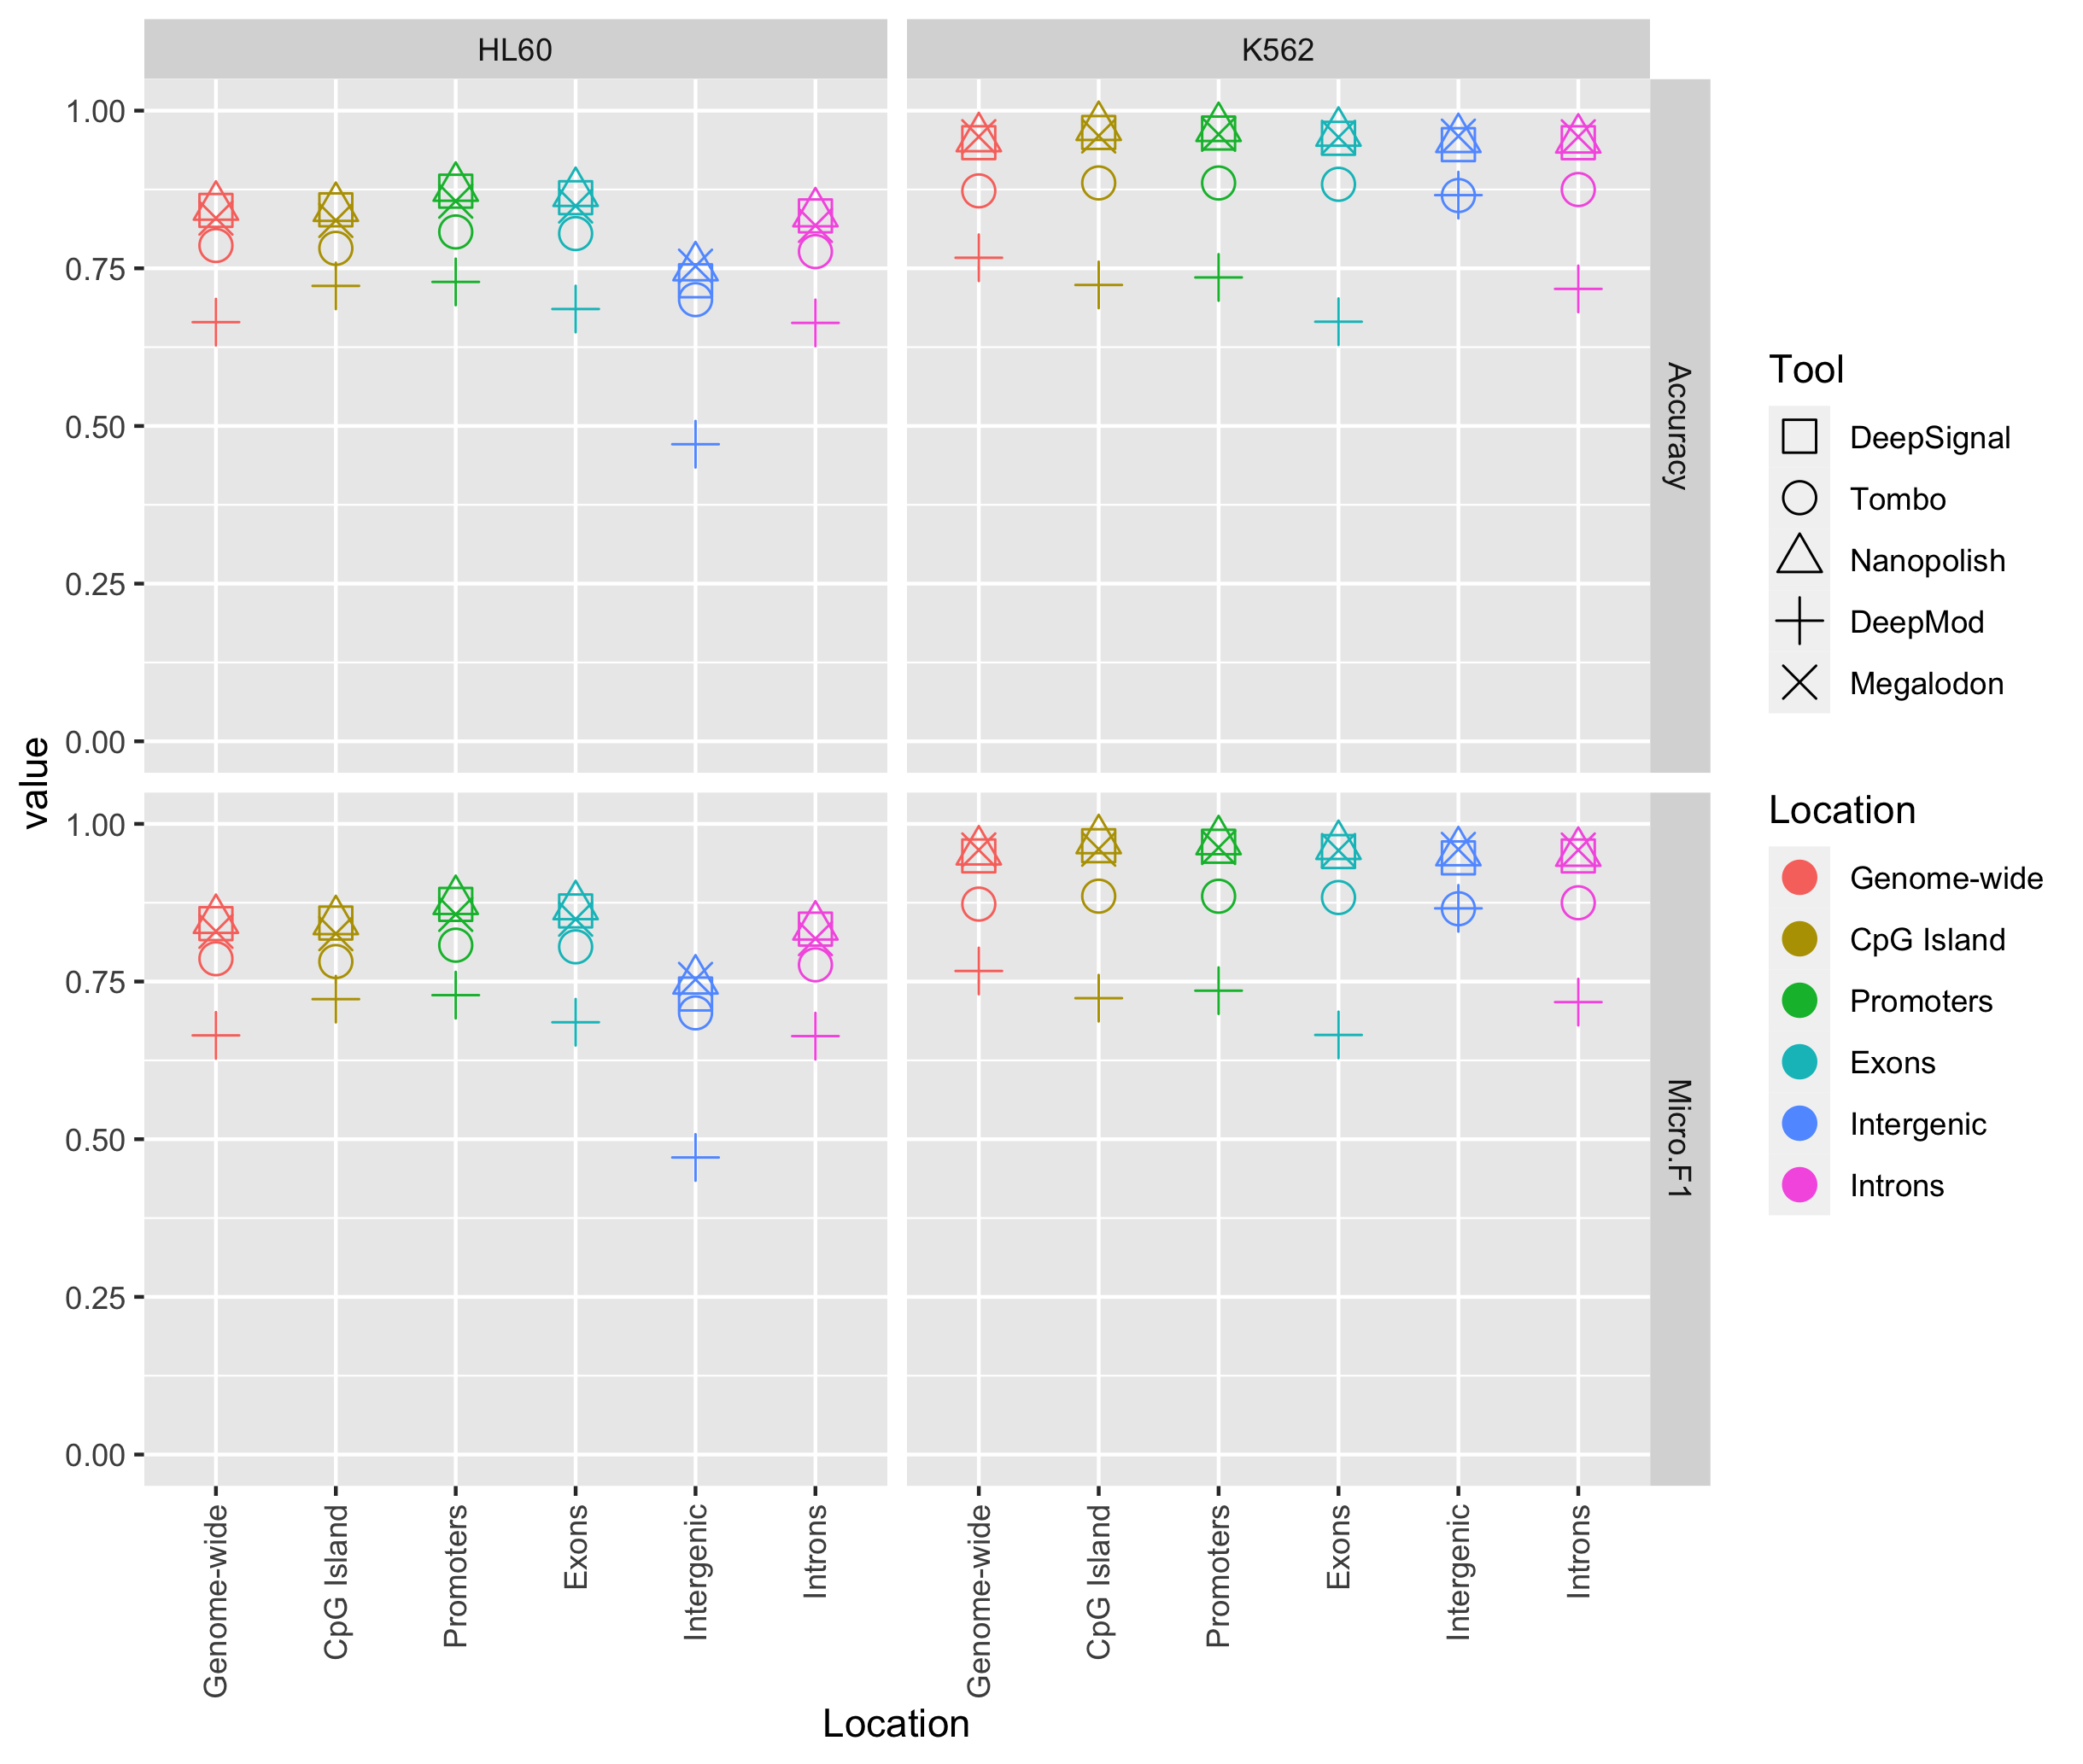 HL60
K562
1.00
0.75
0.50
0.25
0.00
Accuracy
1.00
0.75
0.50
0.25
0.00
Micro.F1
value
Genome-wide
CpG Island
Promoters
Exons
Intergenic
Introns
Genome-wide
CpG Island
Promoters
Exons
Intergenic
Introns
Location
Tool
DeepSignal
Tombo
Nanopolish
DeepMod
Megalodon
Location
Genome-wide
CpG Island
Promoters
Exons
Intergenic
Introns